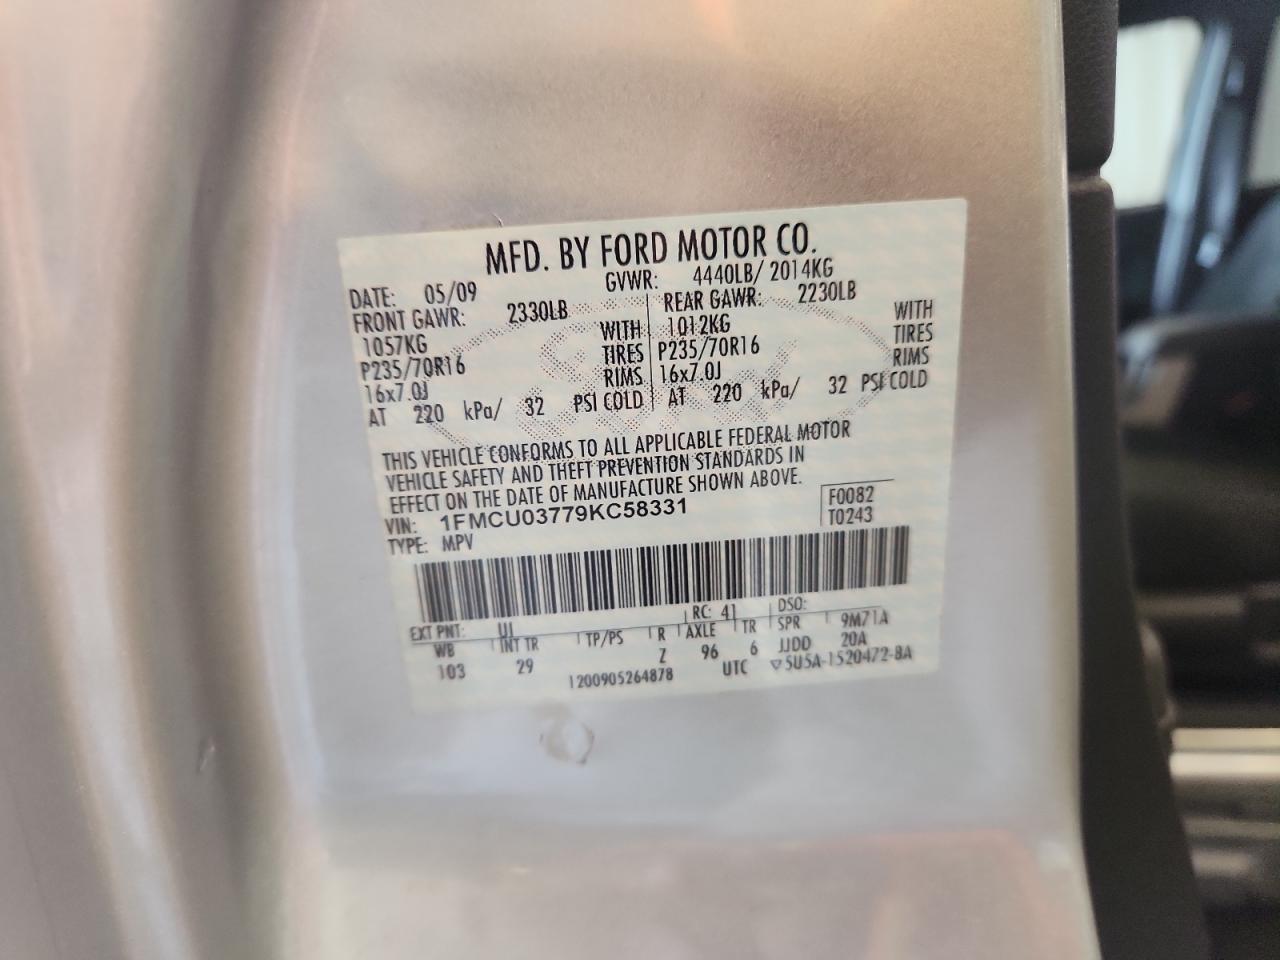 MFD. BY FORD MOTOR CO.
DATE: 05/09 GVWR: 4440LB/ 2014KG
FRONT GAWR: 2330LB REAR GAWR: 2230LB
1057KG WITH 1012KG WITH
P235/70R16 TIRES P235/70R16 TIRES
16x7.0J RIMS 16x7.0J RIMS
AT 220 kPa/ 32 PSI COLD AT 220 kPa/ 32 PSI COLD
THIS VEHICLE CONFORMS TO ALL APPLICABLE FEDERAL MOTOR
VEHICLE SAFETY AND THEFT PREVENTION STANDARDS IN
EFFECT ON THE DATE OF MANUFACTURE SHOWN ABOVE.
VIN: 1FMCU03779KC58331 F0082
TYPE: MPV T0243
EXT PNT: UI RC: 41 DSO:
WB INT TR TP/PS R AXLE TR SPR 9M71A
103 29 Z 96 6 JJDD 20A
1200905264878 UTC ▽5U5A-1520472-BA